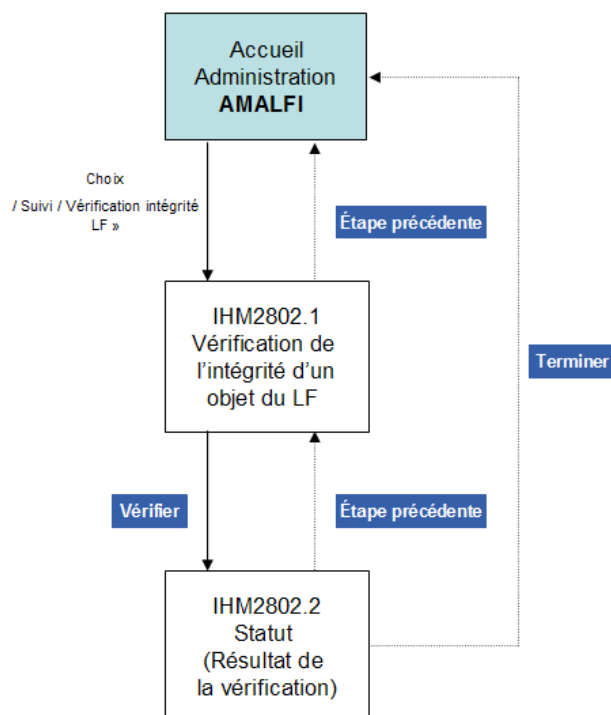 Accueil
Administration
AMALFI
Choix
/ Suivi / Vérification intégrité
LF »
Étape précédente
IHM2802.1
Vérification de
l'intégrité d'un
objet du LF
Terminer
Vérifier
Étape précédente
IHM2802.2
Statut
(Résultat de
la vérification)